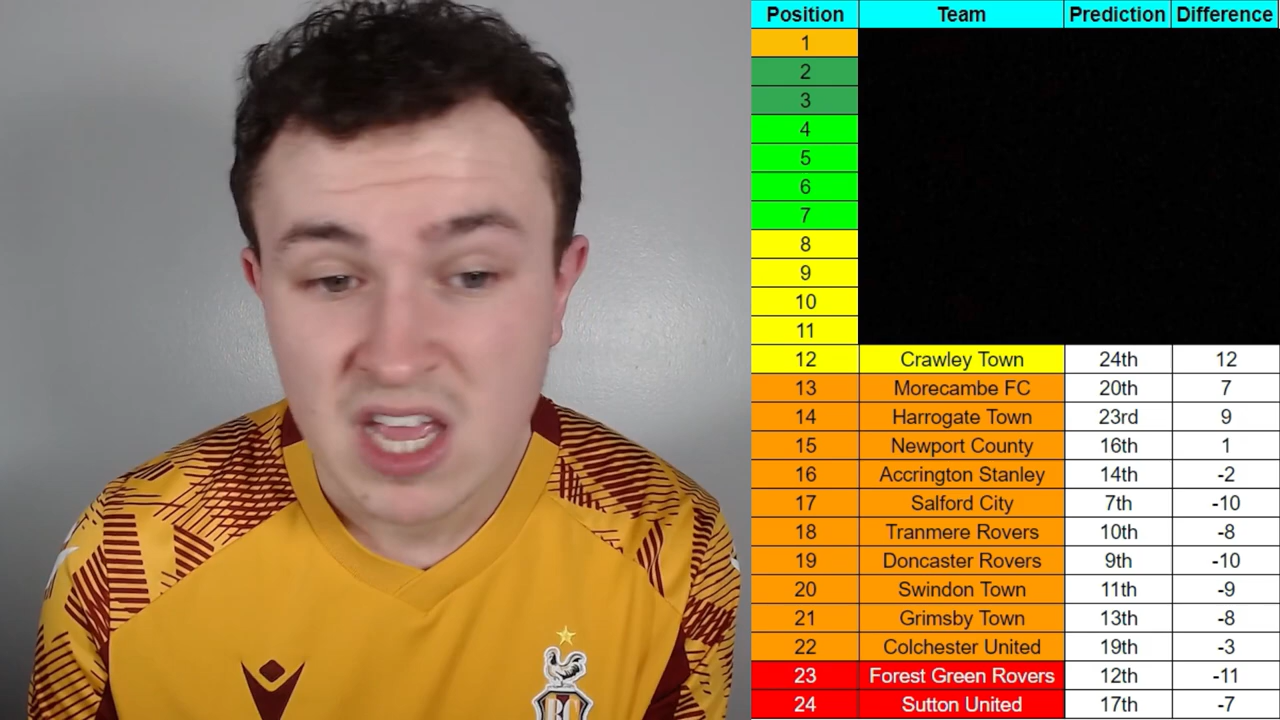 Position Team Prediction Difference
1
2
3
4
5
6
7
8
9
10
11
12 Crawley Town 24th 12
13 Morecambe FC 20th 7
14 Harrogate Town 23rd 9
15 Newport County 16th 1
16 Accrington Stanley 14th -2
17 Salford City 7th -10
18 Tranmere Rovers 10th -8
19 Doncaster Rovers 9th -10
20 Swindon Town 11th -9
21 Grimsby Town 13th -8
22 Colchester United 19th -3
23 Forest Green Rovers 12th -11
24 Sutton United 17th -7